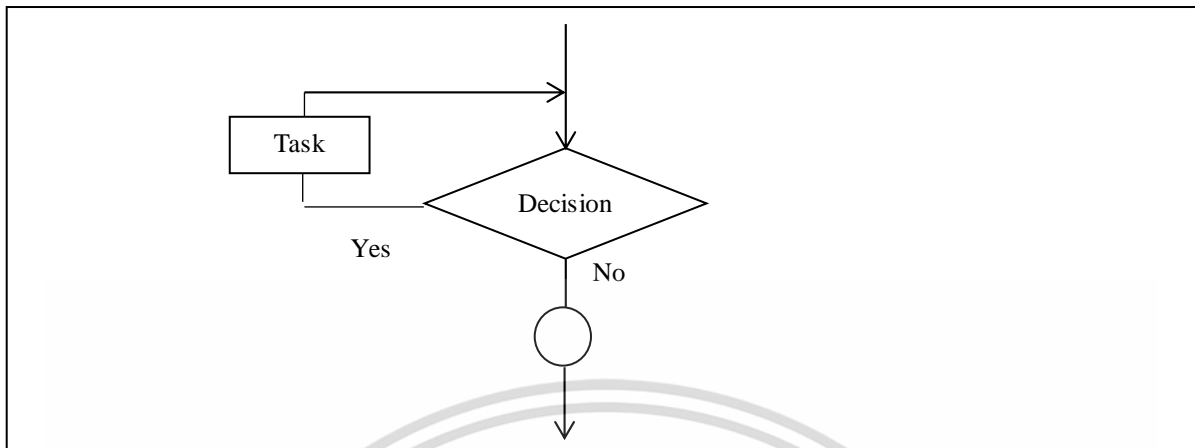 Task
Decision
Yes
No